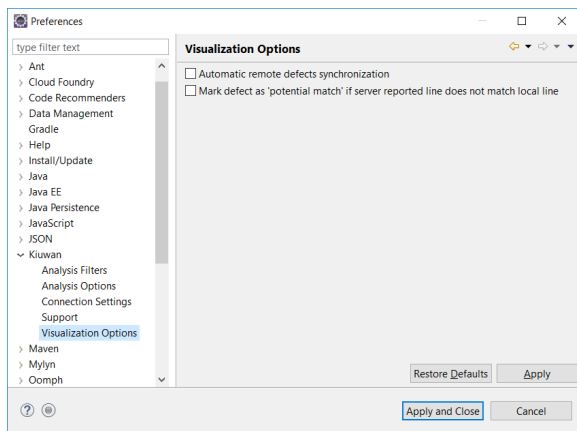 Preferences
type filter text
Ant
Cloud Foundry
Code Recommenders
Data Management
Gradle
Help
Install/Update
Java
Java EE
Java Persistence
JavaScript
JSON
Kiuwan
Analysis Filters
Analysis Options
Connection Settings
Support
Visualization Options
Maven
Mylyn
Oomph
Visualization Options
Automatic remote defects synchronization
Mark defect as 'potential match' if server reported line does not match local line
Restore Defaults
Apply
?
Apply and Close
Cancel